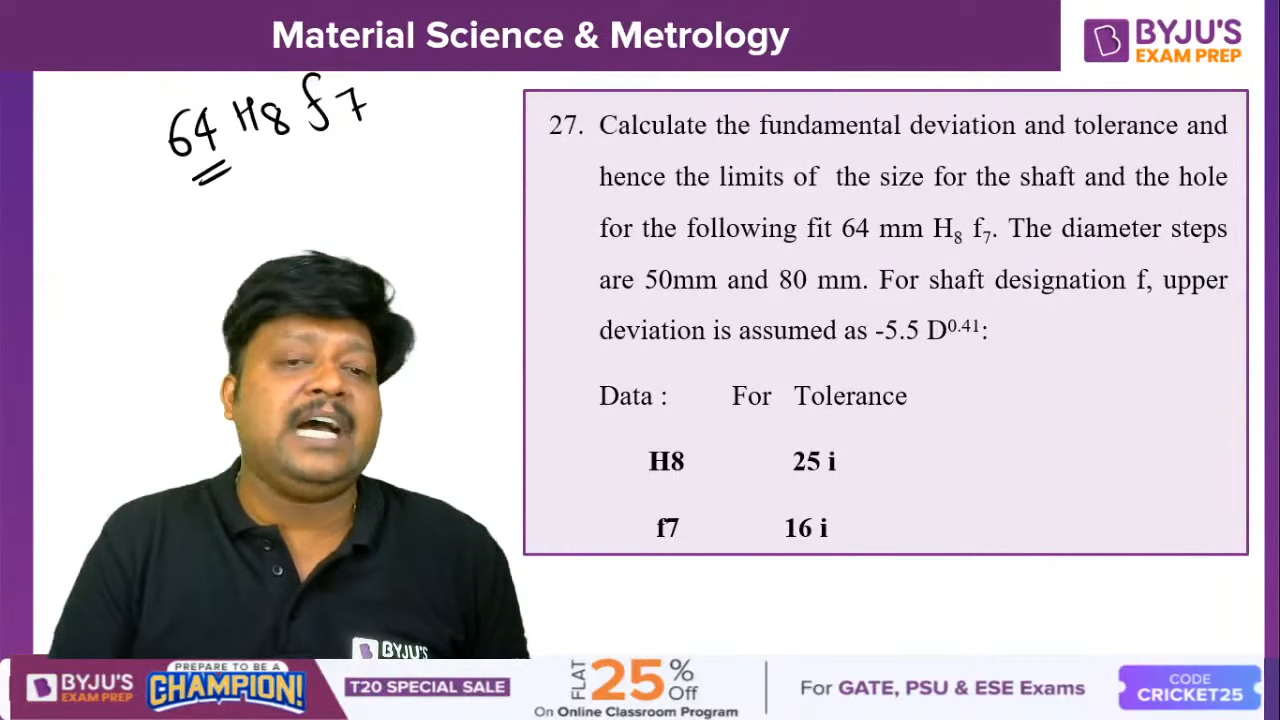 Material Science & Metrology
BYJU'S
EXAM PREP
64 H8 f7
27. Calculate the fundamental deviation and tolerance and
hence the limits of the size for the shaft and the hole
for the following fit 64 mm H₈ f₇. The diameter steps
are 50mm and 80 mm. For shaft designation f, upper
deviation is assumed as -5.5 D⁰·⁴¹:
Data : For Tolerance
H8 25 i
f7 16 i
BYJU'S
BYJU'S
EXAM PREP
PREPARE TO BE A
CHAMPION!
T20 SPECIAL SALE
FLAT 25% Off
On Online Classroom Program
For GATE, PSU & ESE Exams
CODE
CRICKET25